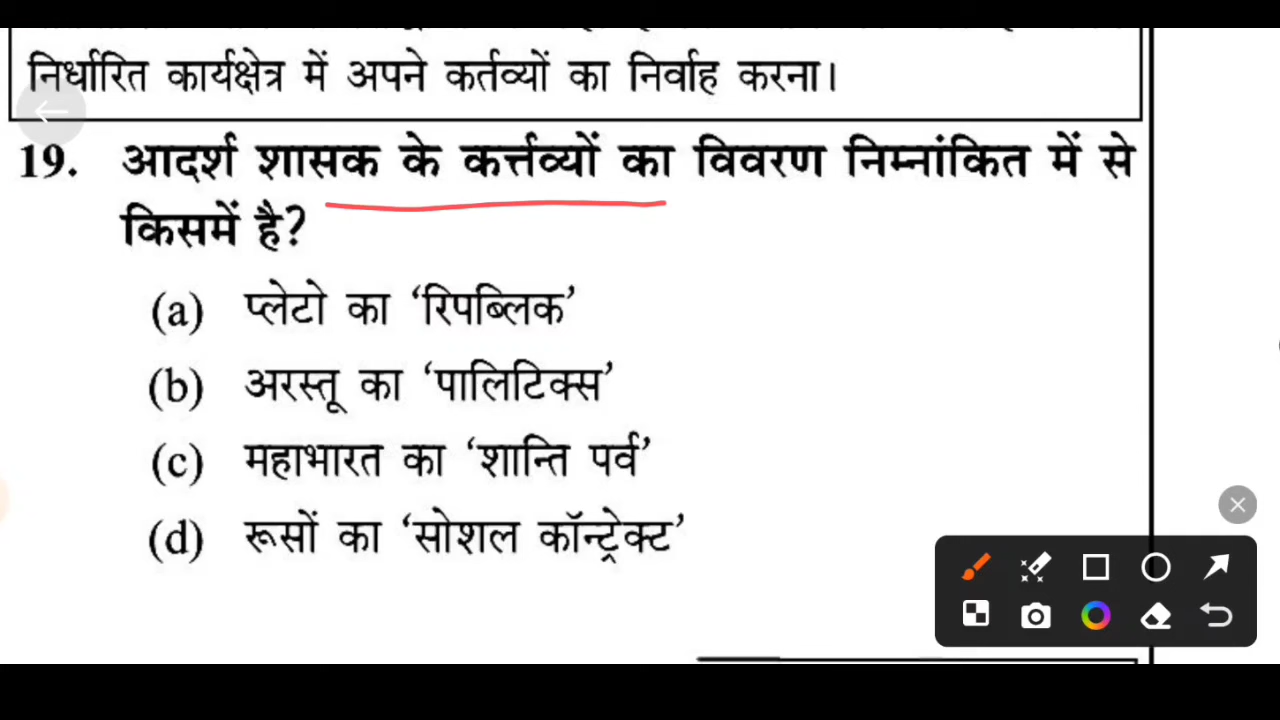 निर्धारित कार्यक्षेत्र में अपने कर्तव्यों का निर्वाह करना।
19. आदर्श शासक के कर्त्तव्यों का विवरण निम्नांकित में से
किसमें है?
(a) प्लेटो का ‘रिपब्लिक’
(b) अरस्तू का ‘पालिटिक्स’
(c) महाभारत का ‘शान्ति पर्व’
(d) रूसों का ‘सोशल कॉन्ट्रेक्ट’